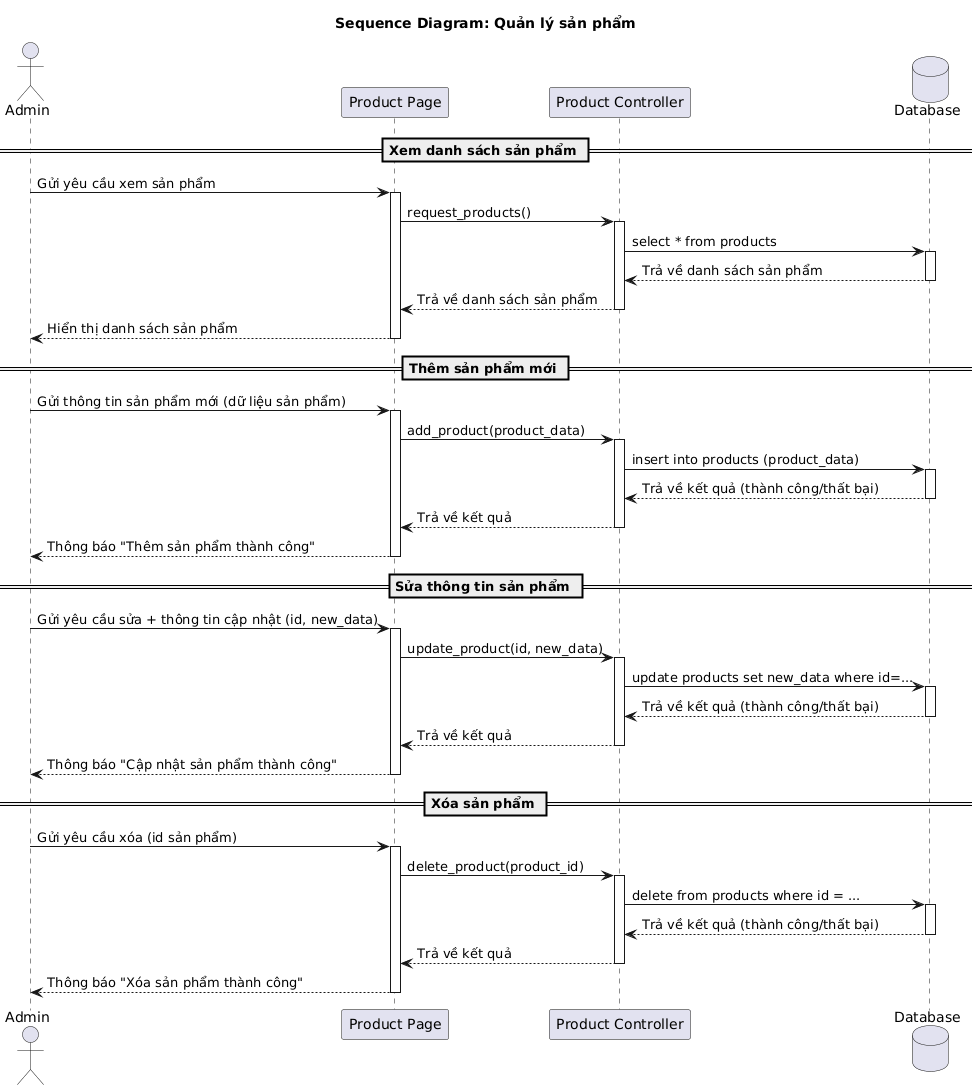 Sequence Diagram: Quản lý sản phẩm
Admin
Product Page
Product Controller
Database
Xem danh sách sản phẩm
Gửi yêu cầu xem sản phẩm
request_products()
select * from products
Trả về danh sách sản phẩm
Trả về danh sách sản phẩm
Hiển thị danh sách sản phẩm
Thêm sản phẩm mới
Gửi thông tin sản phẩm mới (dữ liệu sản phẩm)
add_product(product_data)
insert into products (product_data)
Trả về kết quả (thành công/thất bại)
Trả về kết quả
Thông báo "Thêm sản phẩm thành công"
Sửa thông tin sản phẩm
Gửi yêu cầu sửa + thông tin cập nhật (id, new_data)
update_product(id, new_data)
update products set new_data where id=...
Trả về kết quả (thành công/thất bại)
Trả về kết quả
Thông báo "Cập nhật sản phẩm thành công"
Xóa sản phẩm
Gửi yêu cầu xóa (id sản phẩm)
delete_product(product_id)
delete from products where id = ...
Trả về kết quả (thành công/thất bại)
Trả về kết quả
Thông báo "Xóa sản phẩm thành công"
Admin
Product Page
Product Controller
Database